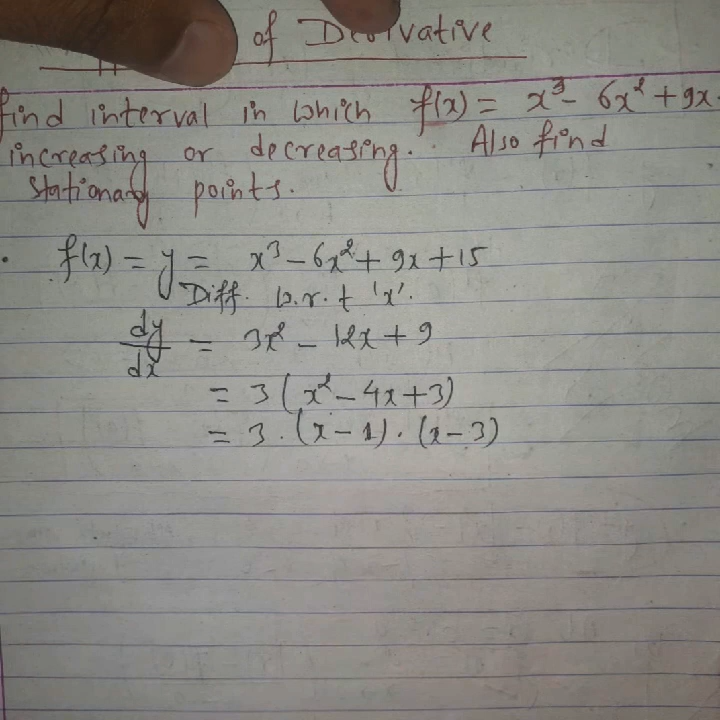 of Derivative
find interval in which f(x) = x³ - 6x² + 9x
increasing or decreasing. Also find
stationary points.
f(x) = y = x³ - 6x² + 9x + 15
Diff. w.r.t 'x'.
dy/dx = 3x² - 12x + 9
= 3(x² - 4x + 3)
= 3 . (x - 1) . (x - 3)